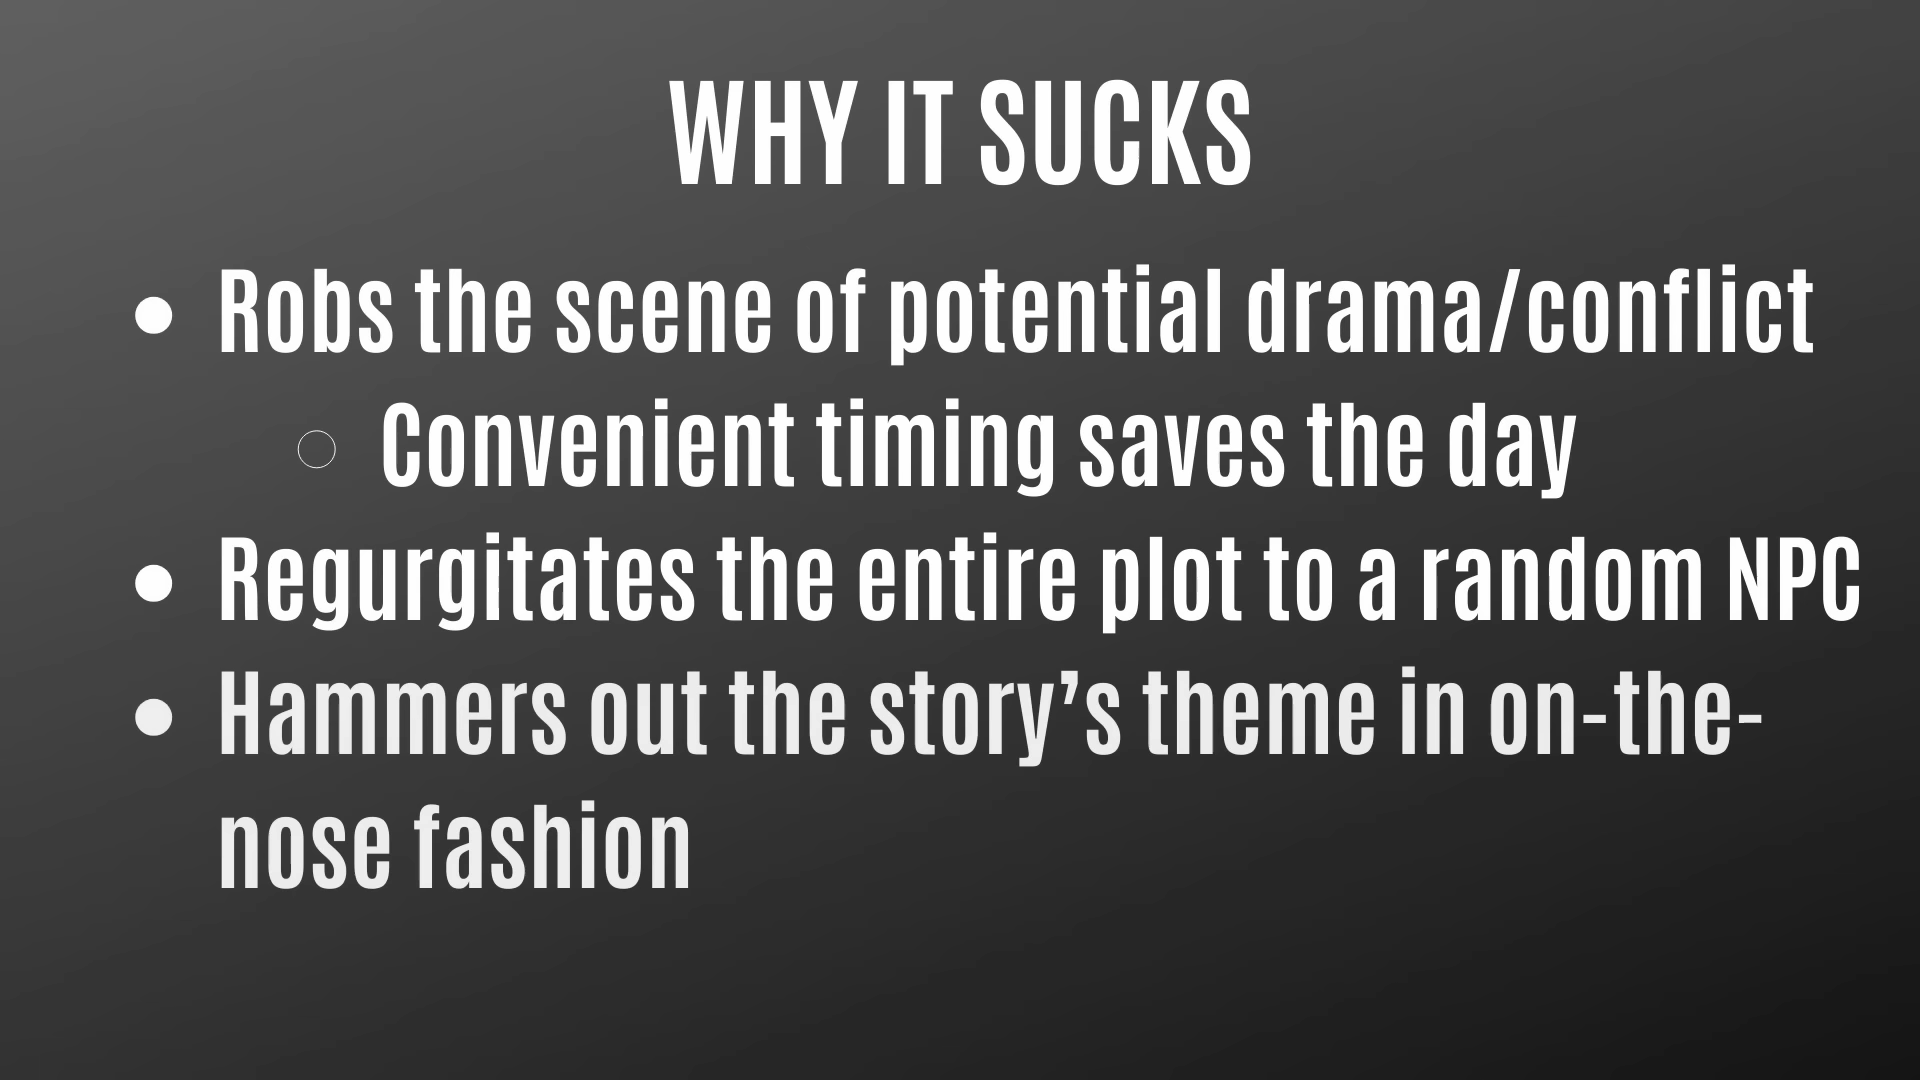 WHY IT SUCKS
• Robs the scene of potential drama/conflict
○ Convenient timing saves the day
• Regurgitates the entire plot to a random NPC
• Hammers out the story’s theme in on-the-
nose fashion